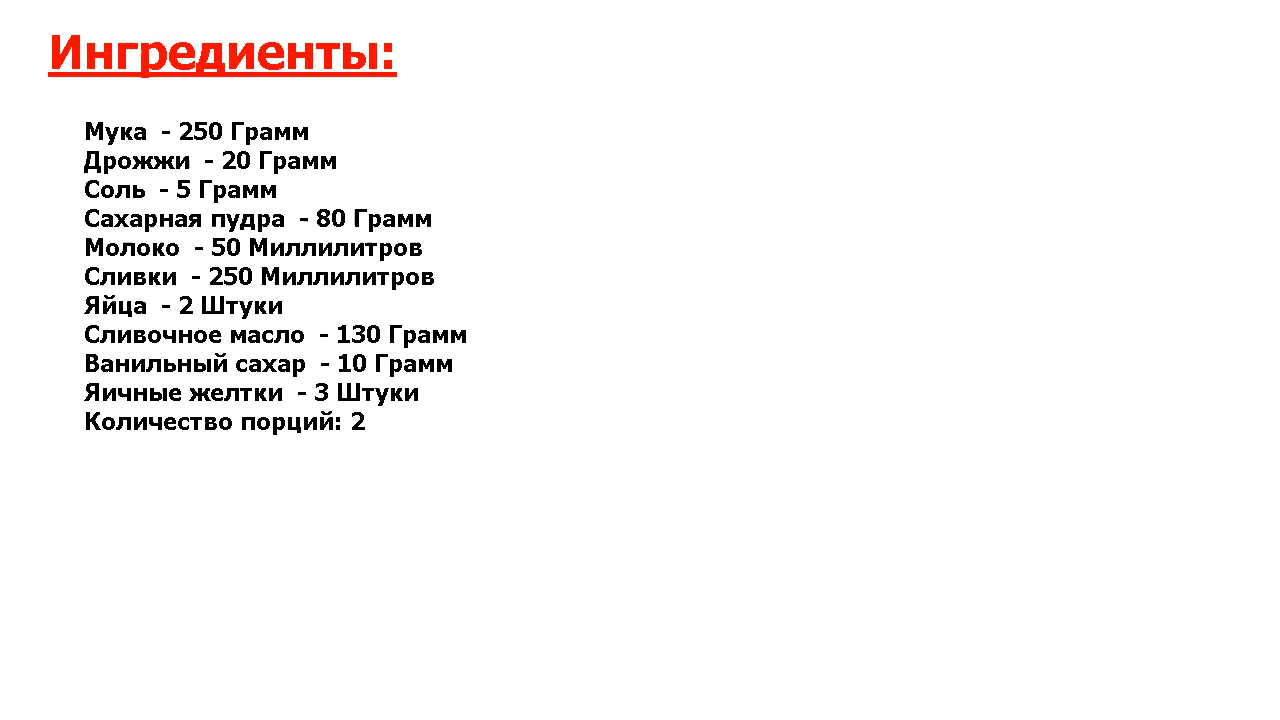 Ингредиенты:
Мука  - 250 Грамм
Дрожжи  - 20 Грамм
Соль  - 5 Грамм
Сахарная пудра  - 80 Грамм
Молоко  - 50 Миллилитров
Сливки  - 250 Миллилитров
Яйца  - 2 Штуки
Сливочное масло  - 130 Грамм
Ванильный сахар  - 10 Грамм
Яичные желтки  - 3 Штуки
Количество порций: 2